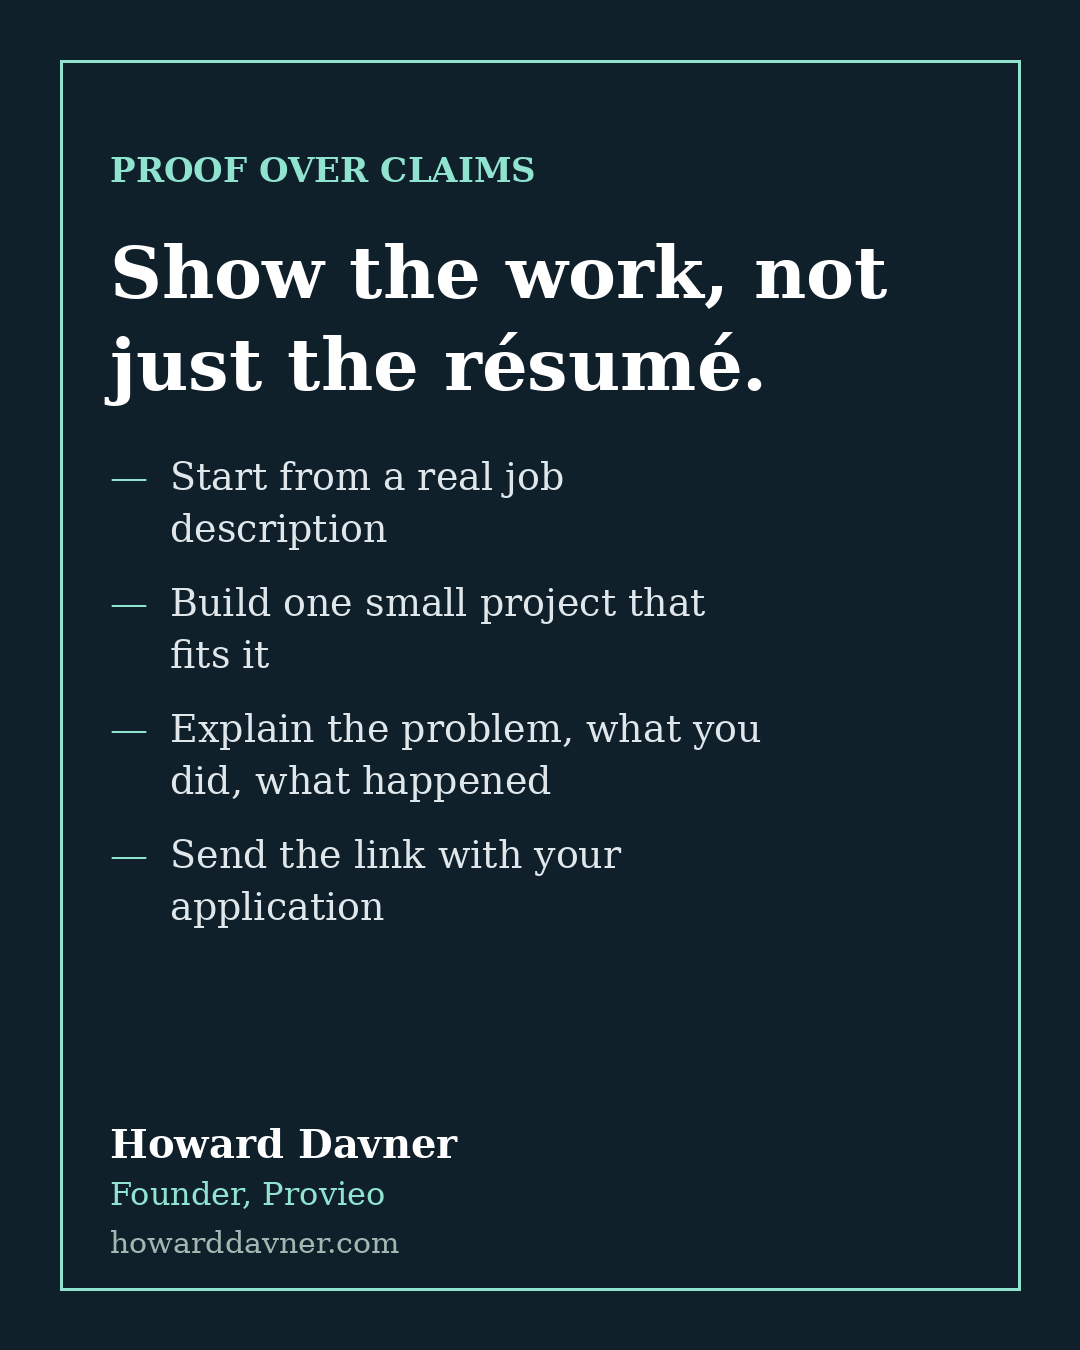 PROOF OVER CLAIMS
Show the work, not
just the résumé.
— Start from a real job
description
— Build one small project that
fits it
— Explain the problem, what you
did, what happened
— Send the link with your
application
Howard Davner
Founder, Provieo
howarddavner.com